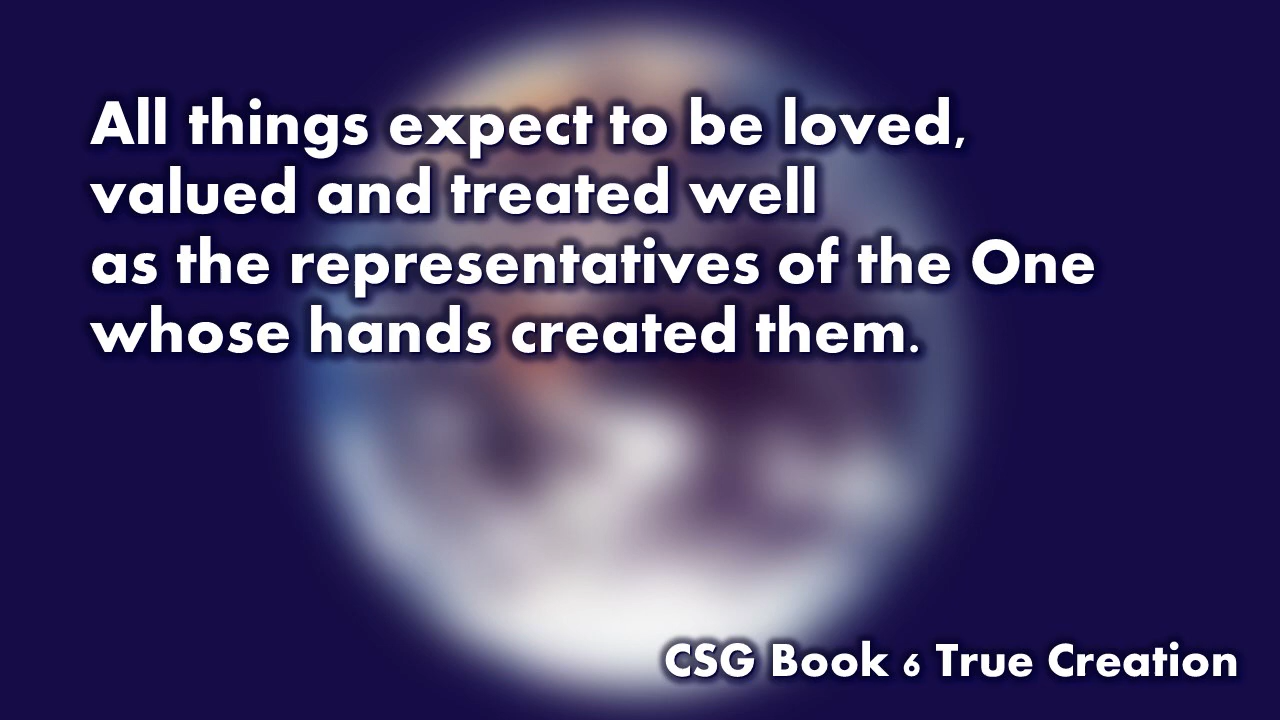 All things expect to be loved,
valued and treated well
as the representatives of the One
whose hands created them.
CSG Book 6 True Creation